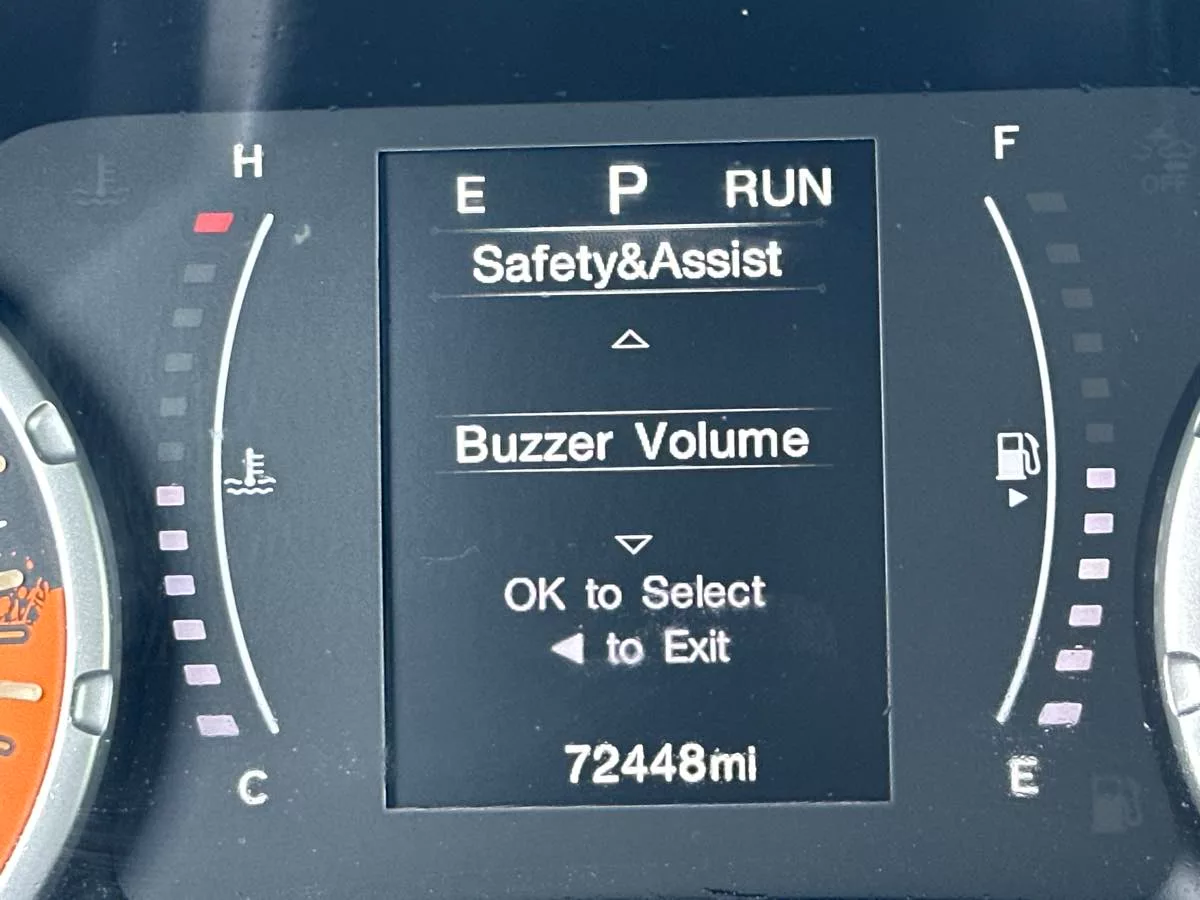 H
F
E P RUN
Safety&Assist
Buzzer Volume
OK to Select
◀ to Exit
72448mi
C
E
OFF